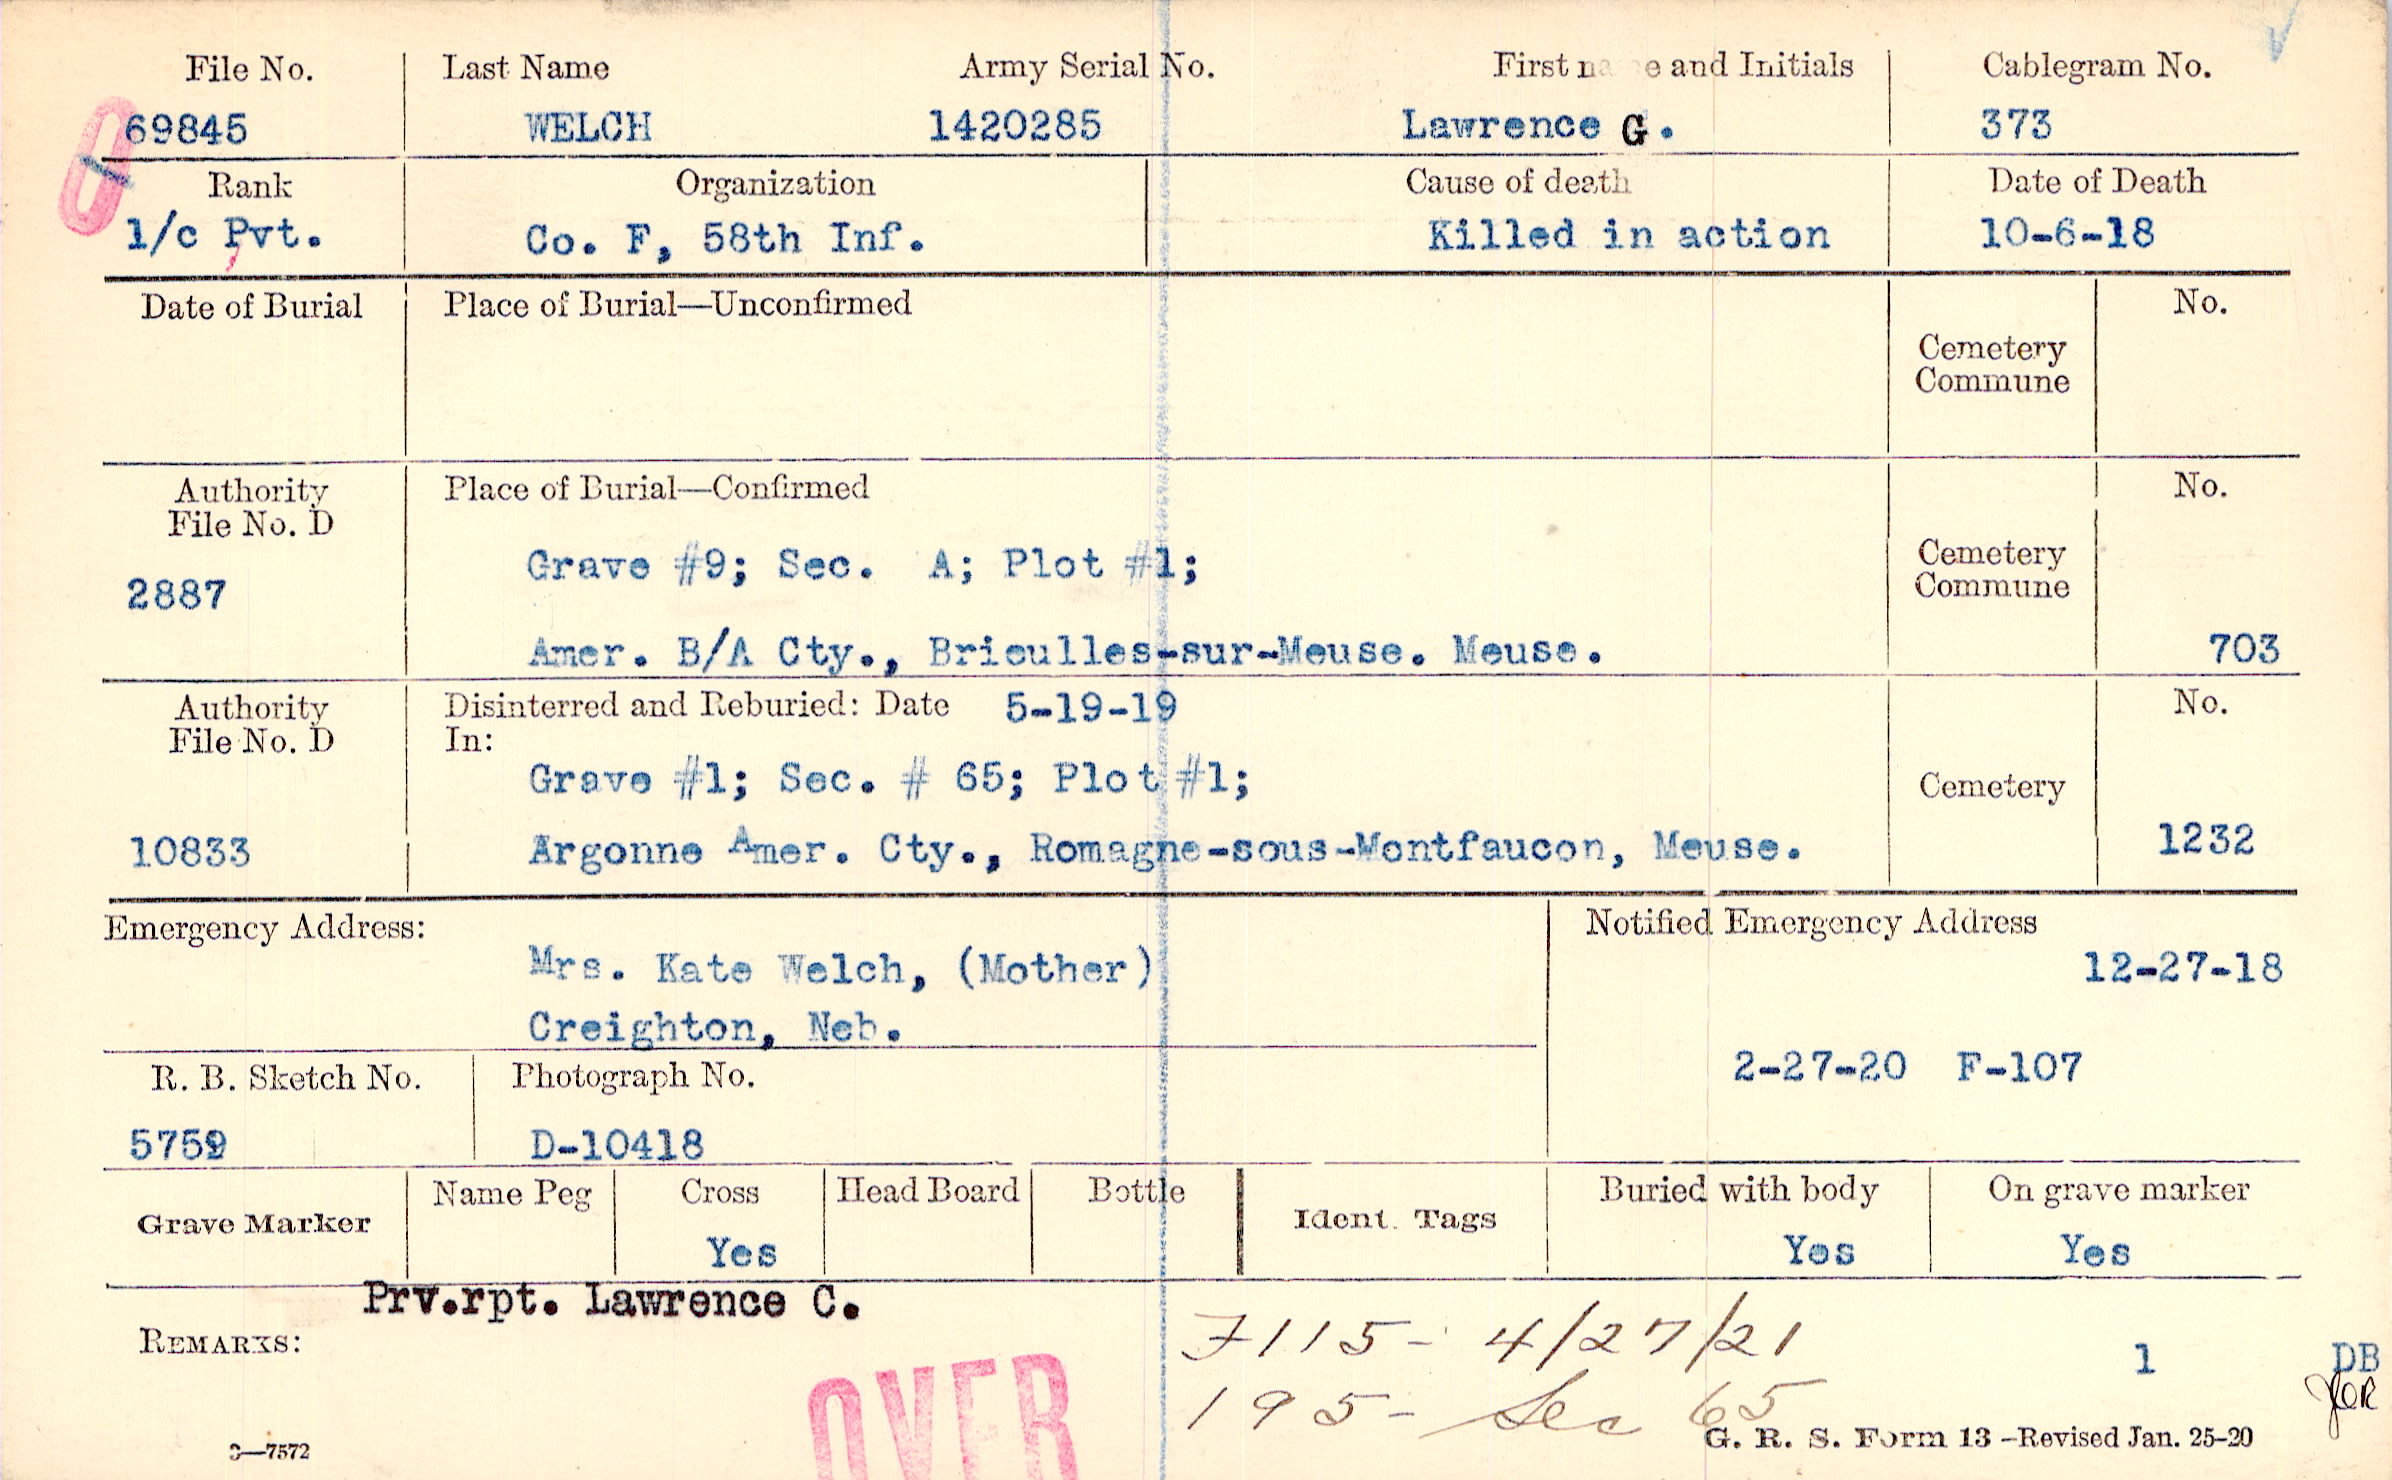 File No. Last Name Army Serial No. First na e and Initials Cablegram No.
69845 WELCH 1420285 Lawrence G. 373
Rank Organization Cause of death Date of Death
1/c Pvt. Co. F, 58th Inf. Killed in action 10-6-18
Date of Burial Place of Burial—Unconfirmed No.
Cemetery
Commune
Authority Place of Burial—Confirmed No.
File No. D
Grave #9; Sec. A; Plot #1; Cemetery
2887 Commune
Amer. B/A Cty., Brieulles-sur-Meuse. Meuse. 703
Authority Disinterred and Reburied: Date 5-19-19 No.
File No. D In:
Grave #1; Sec. # 65; Plot #1; Cemetery
10833 Argonne Amer. Cty., Romagne-sous-Montfaucon, Meuse. 1232
Emergency Address: Notified Emergency Address
Mrs. Kate Welch, (Mother) 12-27-18
Creighton, Neb.
2-27-20 F-107
R. B. Sketch No. Photograph No.
5752 D-10418
Name Peg Cross Head Board Bottle Buried with body On grave marker
Grave Marker Ident. Tags
Yes Yes Yes
Prv.rpt. Lawrence C.
REMARKS: F115- 4/27/21
1 DB
195- Sec 65
OVER
3—7572 G. R. S. Form 13 -Revised Jan. 25-20